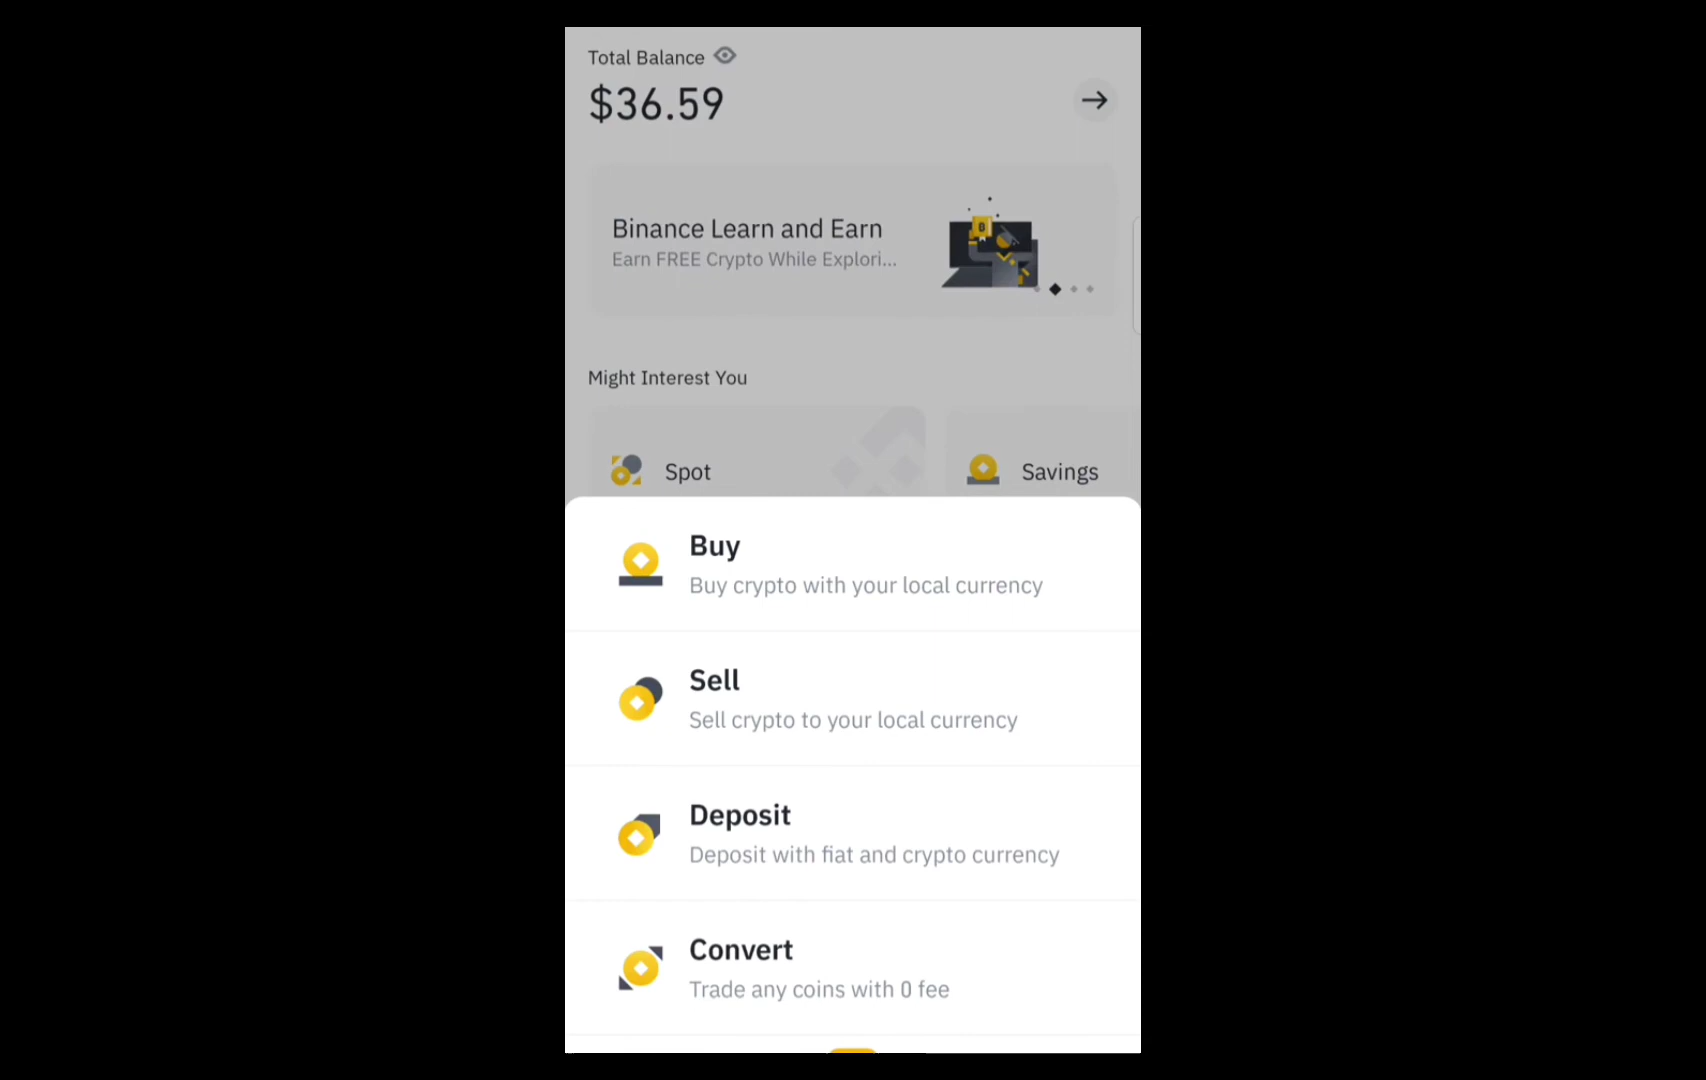 Total Balance
$36.59
Binance Learn and Earn
Earn FREE Crypto While Explori...
Might Interest You
Spot
Savings
Buy
Buy crypto with your local currency
Sell
Sell crypto to your local currency
Deposit
Deposit with fiat and crypto currency
Convert
Trade any coins with 0 fee